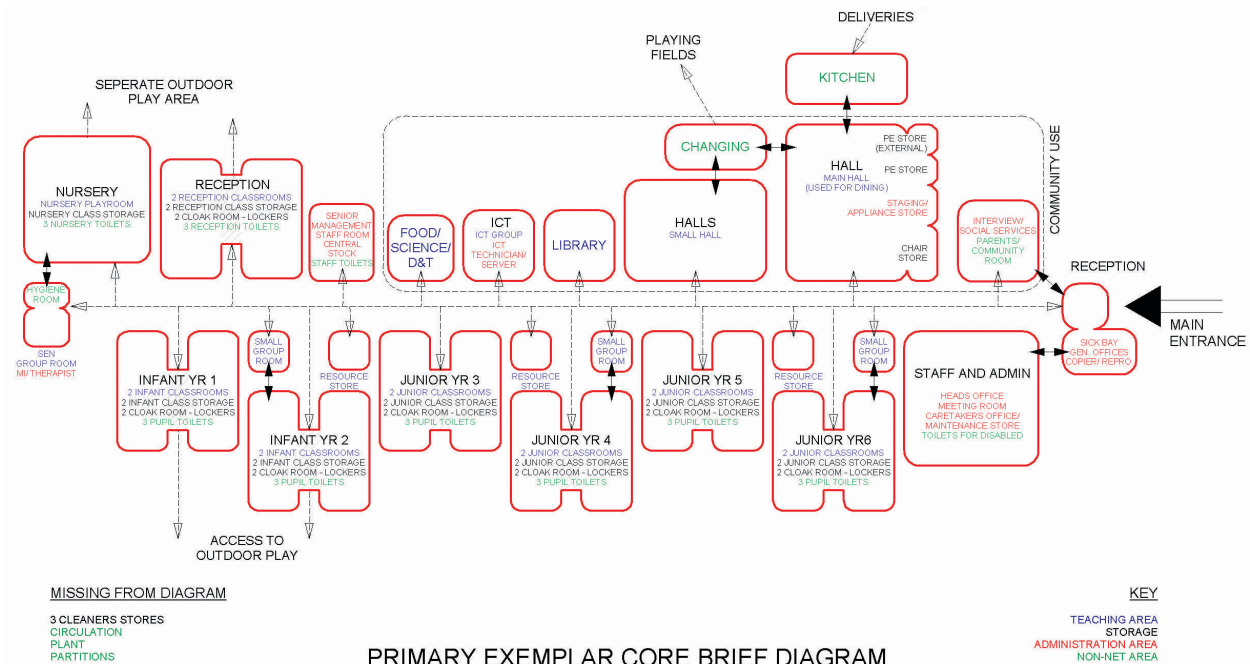 DELIVERIES
PLAYING
FIELDS
KITCHEN
SEPERATE OUTDOOR
PLAY AREA
NURSERY
NURSERY PLAYROOM
NURSERY CLASS STORAGE
3 NURSERY TOILETS
RECEPTION
2 RECEPTION CLASSROOMS
2 RECEPTION CLASS STORAGE
2 CLOAK ROOM - LOCKERS
3 RECEPTION TOILETS
SENIOR
MANAGEMENT
STAFF ROOM
CENTRAL
STOCK
STAFF TOILETS
FOOD/
SCIENCE/
D&T
ICT
ICT GROUP
ICT
TECHNICIAN/
SERVER
LIBRARY
CHANGING
HALLS
SMALL HALL
HALL
MAIN HALL
(USED FOR DINING)
PE STORE
(EXTERNAL)
PE STORE
STAGING/
APPLIANCE STORE
CHAIR
STORE
COMMUNITY USE
INTERVIEW/
SOCIAL SERVICES
PARENTS/
COMMUNITY
ROOM
RECEPTION
MAIN
ENTRANCE
SICK BAY
GEN. OFFICES
COPIER/ REPRO.
HYGIENE
ROOM
SEN
GROUP ROOM
MI/THERAPIST
INFANT YR 1
2 INFANT CLASSROOMS
2 INFANT CLASS STORAGE
2 CLOAK ROOM - LOCKERS
3 PUPIL TOILETS
SMALL
GROUP
ROOM
INFANT YR 2
2 INFANT CLASSROOMS
2 INFANT CLASS STORAGE
2 CLOAK ROOM - LOCKERS
3 PUPIL TOILETS
RESOURCE
STORE
JUNIOR YR 3
2 JUNIOR CLASSROOMS
2 JUNIOR CLASS STORAGE
2 CLOAK ROOM - LOCKERS
3 PUPIL TOILETS
RESOURCE
STORE
SMALL
GROUP
ROOM
JUNIOR YR 4
2 JUNIOR CLASSROOMS
2 JUNIOR CLASS STORAGE
2 CLOAK ROOM - LOCKERS
3 PUPIL TOILETS
JUNIOR YR 5
2 JUNIOR CLASSROOMS
2 JUNIOR CLASS STORAGE
2 CLOAK ROOM - LOCKERS
3 PUPIL TOILETS
RESOURCE
STORE
SMALL
GROUP
ROOM
JUNIOR YR6
2 JUNIOR CLASSROOMS
2 JUNIOR CLASS STORAGE
2 CLOAK ROOM - LOCKERS
3 PUPIL TOILETS
STAFF AND ADMIN
HEADS OFFICE
MEETING ROOM
CARETAKERS OFFICE/
MAINTENANCE STORE
TOILETS FOR DISABLED
ACCESS TO
OUTDOOR PLAY
MISSING FROM DIAGRAM
3 CLEANERS STORES
CIRCULATION
PLANT
PARTITIONS
PRIMARY EXEMPLAR CORE BRIEF DIAGRAM
KEY
TEACHING AREA
STORAGE
ADMINISTRATION AREA
NON-NET AREA